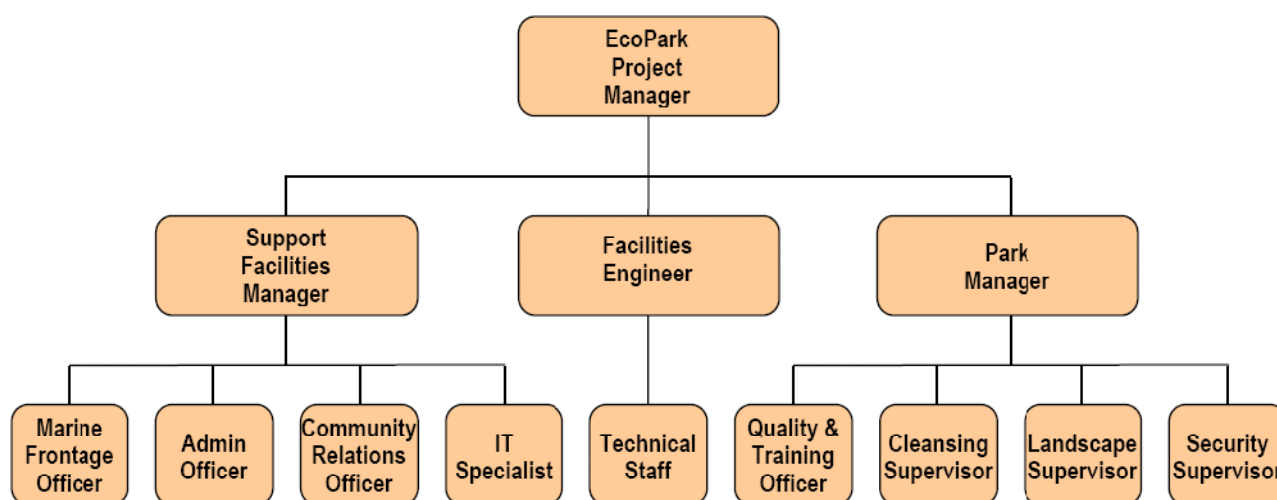 EcoPark
Project
Manager
Support
Facilities
Manager
Facilities
Engineer
Park
Manager
Marine
Frontage
Officer
Admin
Officer
Community
Relations
Officer
IT
Specialist
Technical
Staff
Quality &
Training
Officer
Cleansing
Supervisor
Landscape
Supervisor
Security
Supervisor